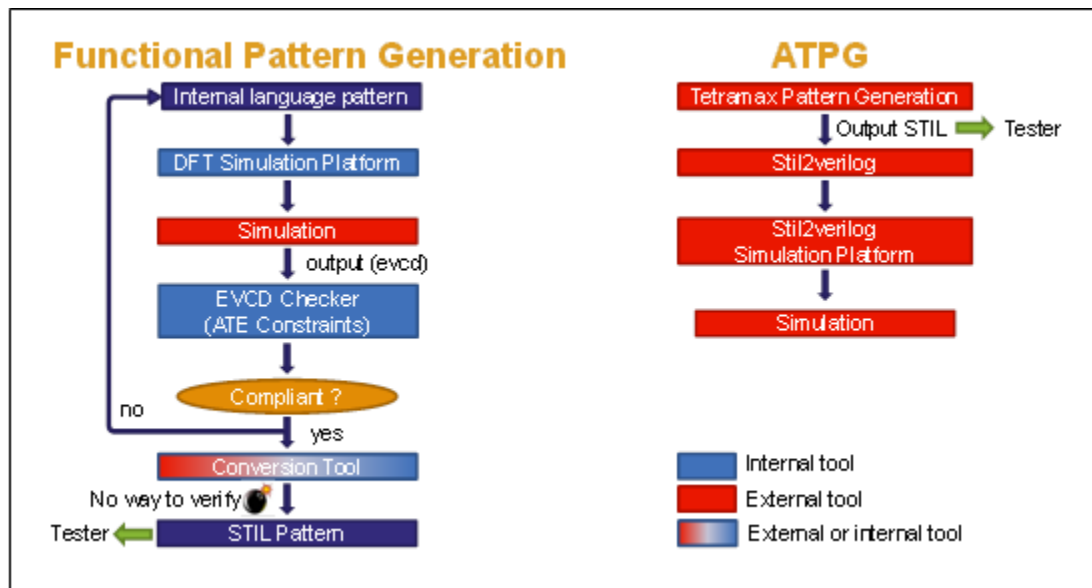 Functional Pattern Generation
Internal language pattern
DFT Simulation Platform
Simulation
output (evcd)
EVCD Checker
(ATE Constraints)
Compliant ?
no
yes
Conversion Tool
No way to verify
Tester
STIL Pattern
ATPG
Tetramax Pattern Generation
Output STIL
Tester
Stil2verilog
Stil2verilog
Simulation Platform
Simulation
Internal tool
External tool
External or internal tool